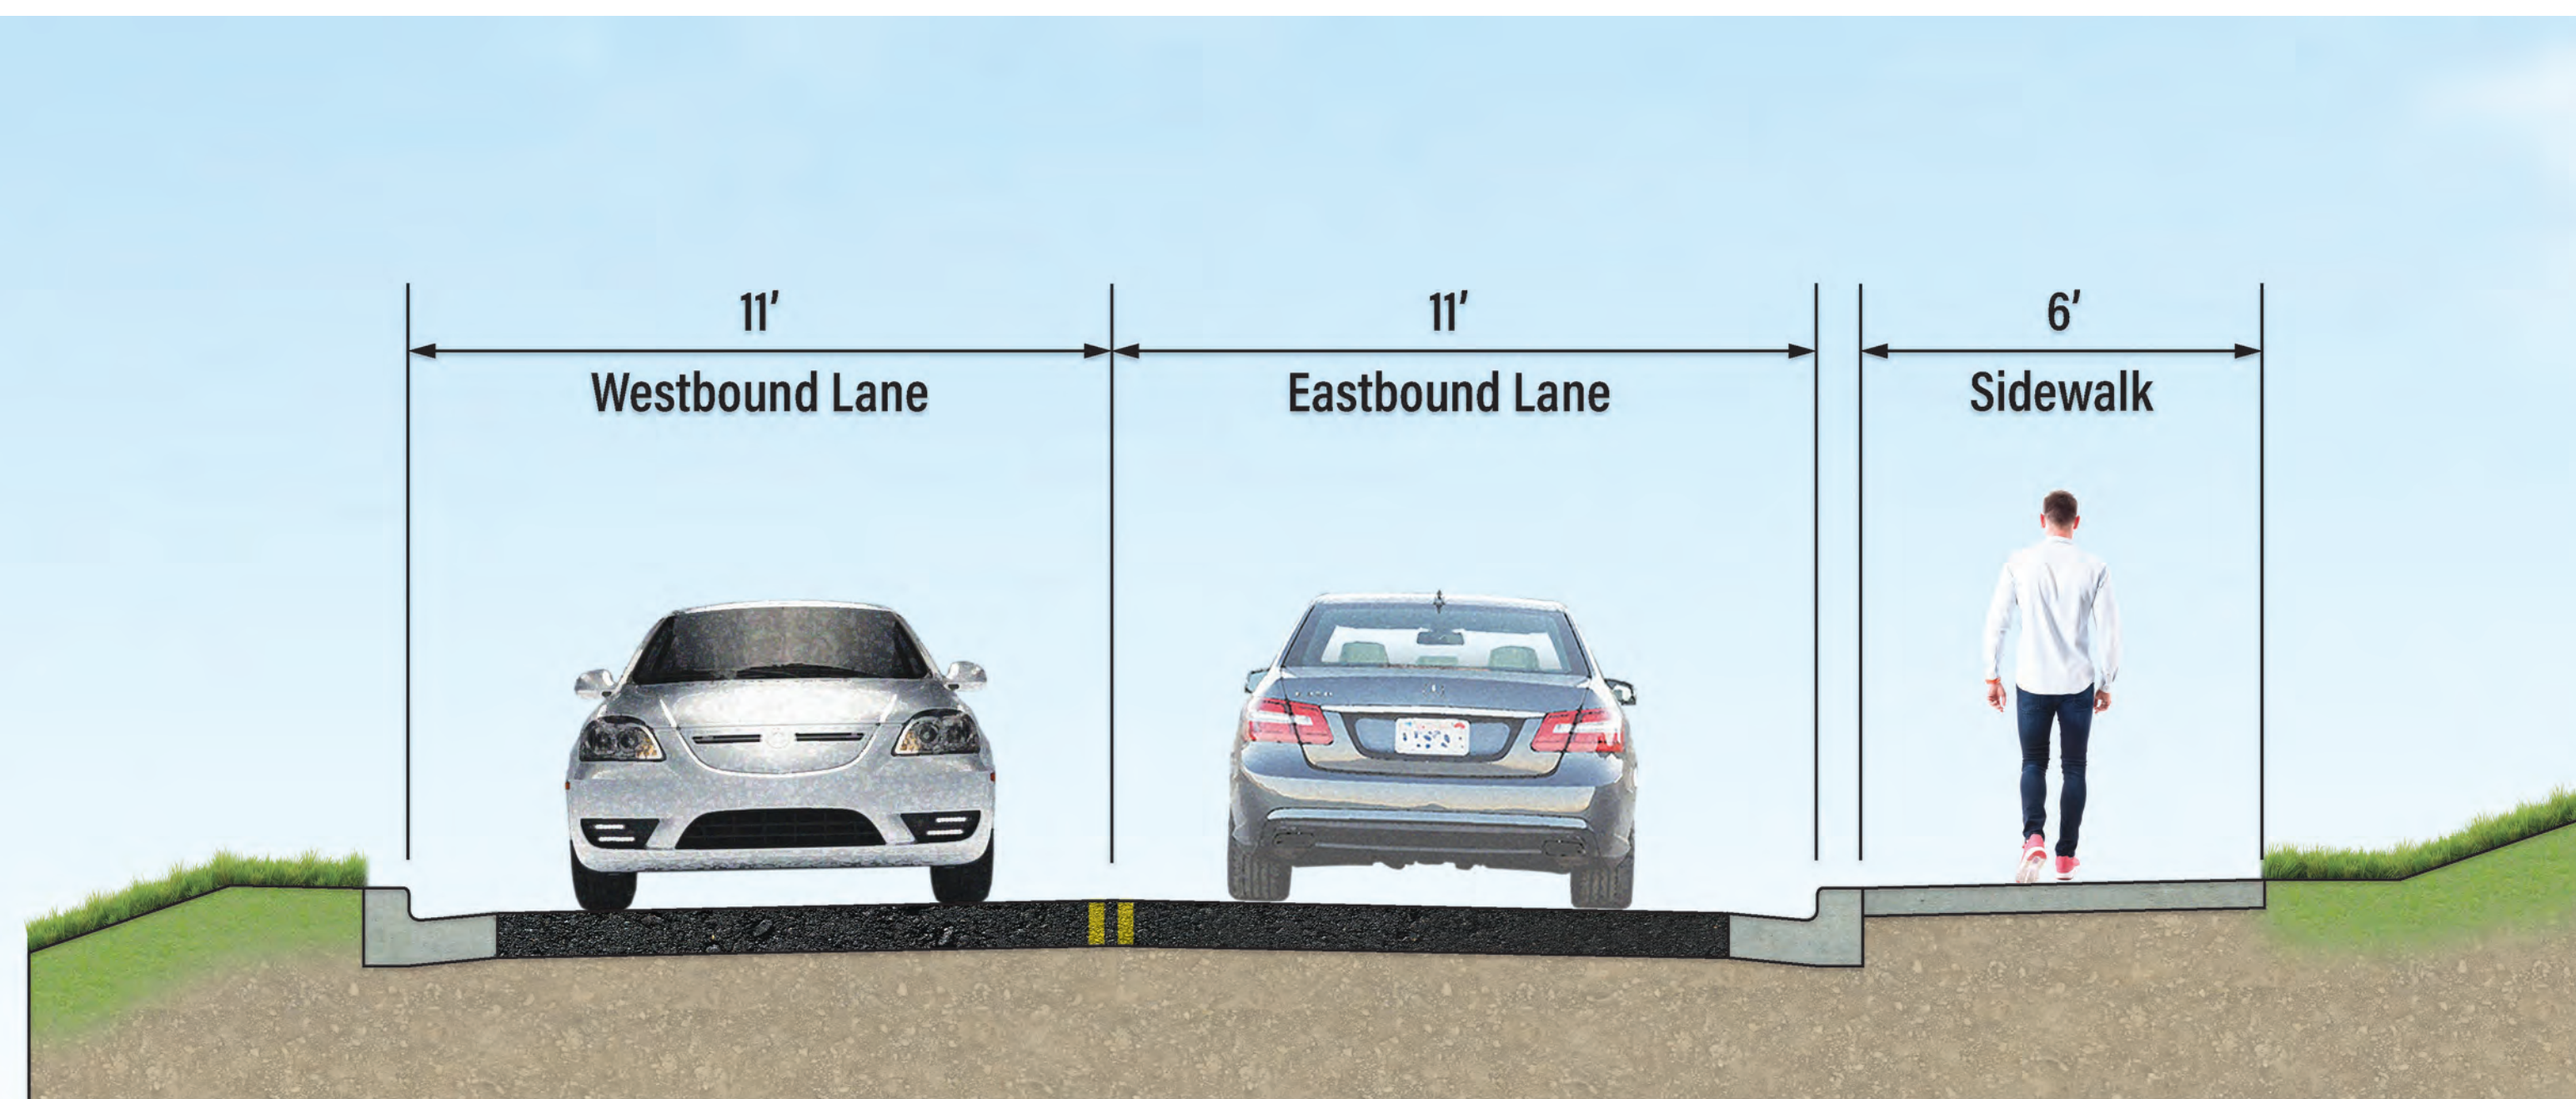 11’
Westbound Lane
11’
Eastbound Lane
6’
Sidewalk